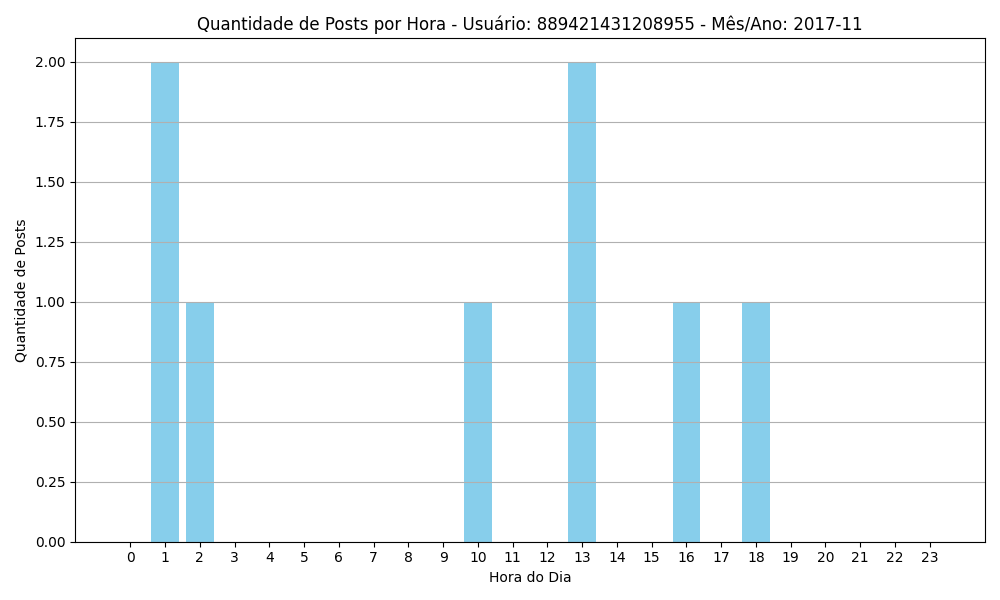 Quantidade de Posts por Hora - Usuário: 889421431208955 - Mês/Ano: 2017-11
Quantidade de Posts
2.00
1.75
1.50
1.25
1.00
0.75
0.50
0.25
0.00
0 1 2 3 4 5 6 7 8 9 10 11 12 13 14 15 16 17 18 19 20 21 22 23
Hora do Dia